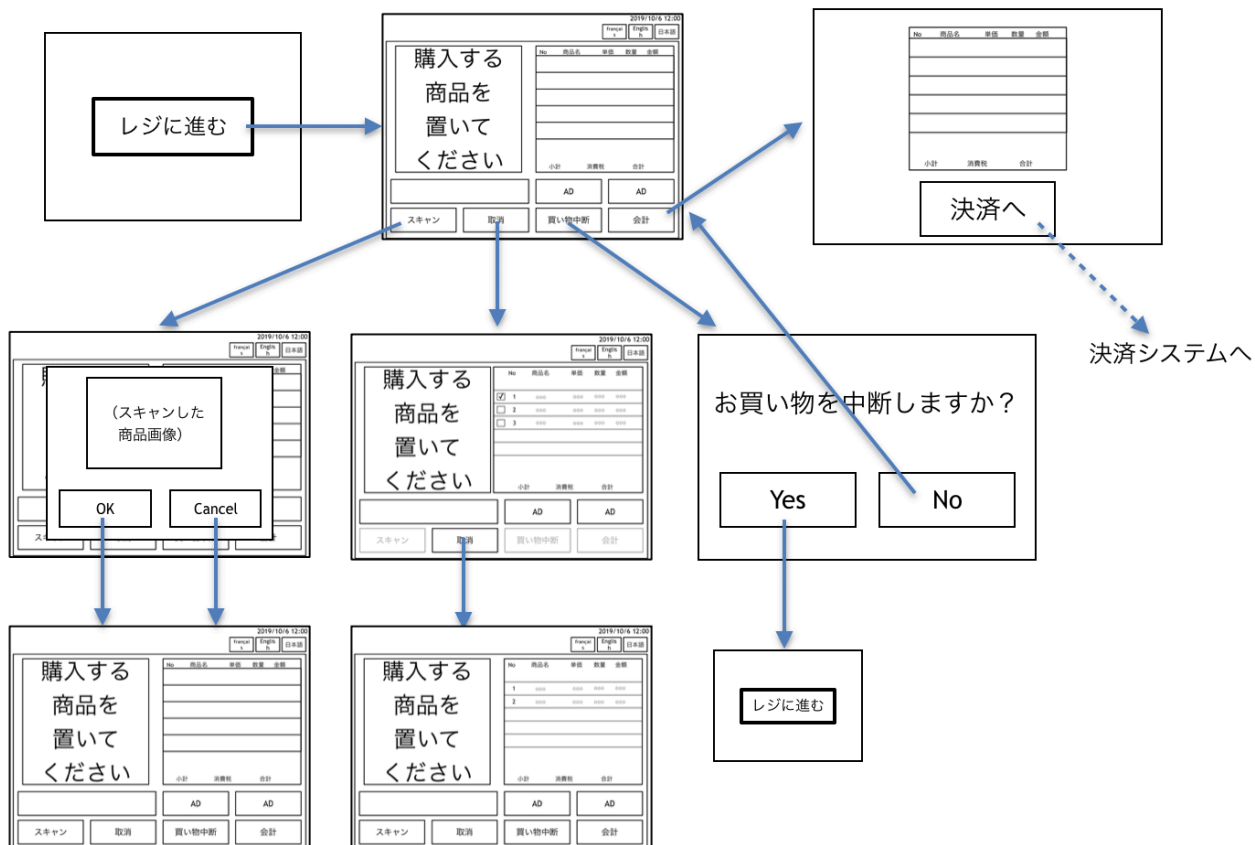 レジに進む
2019/10/6 12:00
françai
s
Englis
h
日本語
購入する
商品を
置いて
ください
No 商品名 単価 数量 金額
小計 消費税 合計
AD AD
スキャン 取消 買い物中断 会計
No 商品名 単価 数量 金額
小計 消費税 合計
決済へ
決済システムへ
2019/10/6 12:00
françai
s
Englis
h
日本語
金額
（スキャンした
商品画像）
OK Cancel
2019/10/6 12:00
françai
s
Englis
h
日本語
購入する
商品を
置いて
ください
No 商品名 単価 数量 金額
1 ○○○ ○○○ ○○○ ○○○
2 ○○○ ○○○ ○○○ ○○○
3 ○○○ ○○○ ○○○ ○○○
小計 消費税 合計
AD AD
スキャン 取消 買い物中断 会計
お買い物を中断しますか？
Yes No
2019/10/6 12:00
françai
s
Englis
h
日本語
購入する
商品を
置いて
ください
No 商品名 単価 数量 金額
小計 消費税 合計
AD AD
スキャン 取消 買い物中断 会計
2019/10/6 12:00
françai
s
Englis
h
日本語
購入する
商品を
置いて
ください
No 商品名 単価 数量 金額
1 ○○○ ○○○ ○○○ ○○○
2 ○○○ ○○○ ○○○ ○○○
小計 消費税 合計
AD AD
スキャン 取消 買い物中断 会計
レジに進む